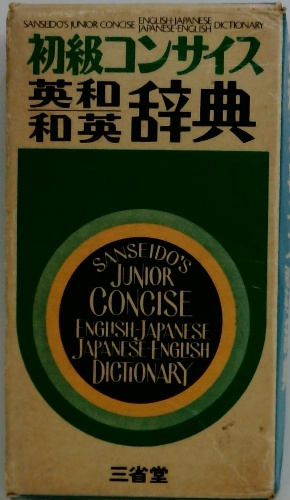 SANSEIDO'S JUNIOR CONCISE ENGLISH-JAPANESE JAPANESE-ENGLISH DICTIONARY
初級コンサイス
英和
和英
辞典
SANSEIDO'S
JUNIOR
CONCISE
ENGLISH-JAPANESE
JAPANESE-ENGLISH
DICTIONARY
三省堂